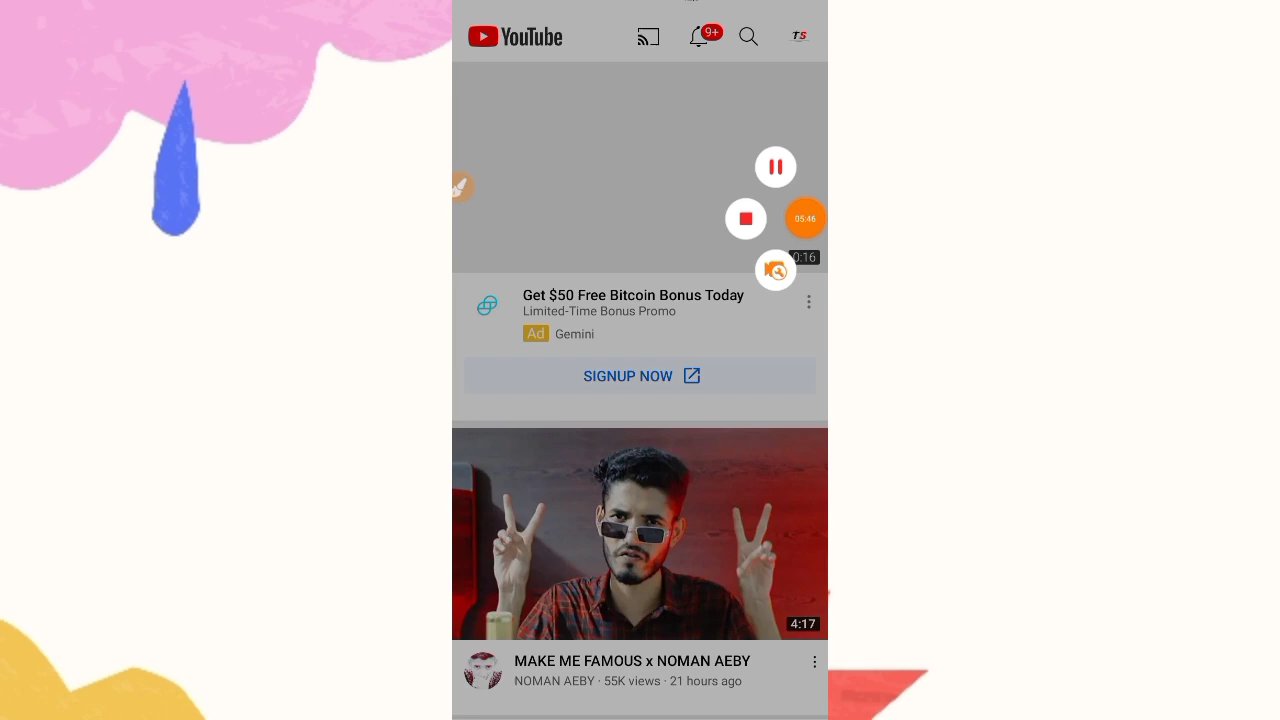 YouTube
9+
TS
05:46
0:16
Get $50 Free Bitcoin Bonus Today
Limited-Time Bonus Promo
Ad Gemini
SIGNUP NOW
4:17
MAKE ME FAMOUS x NOMAN AEBY
NOMAN AEBY · 55K views · 21 hours ago